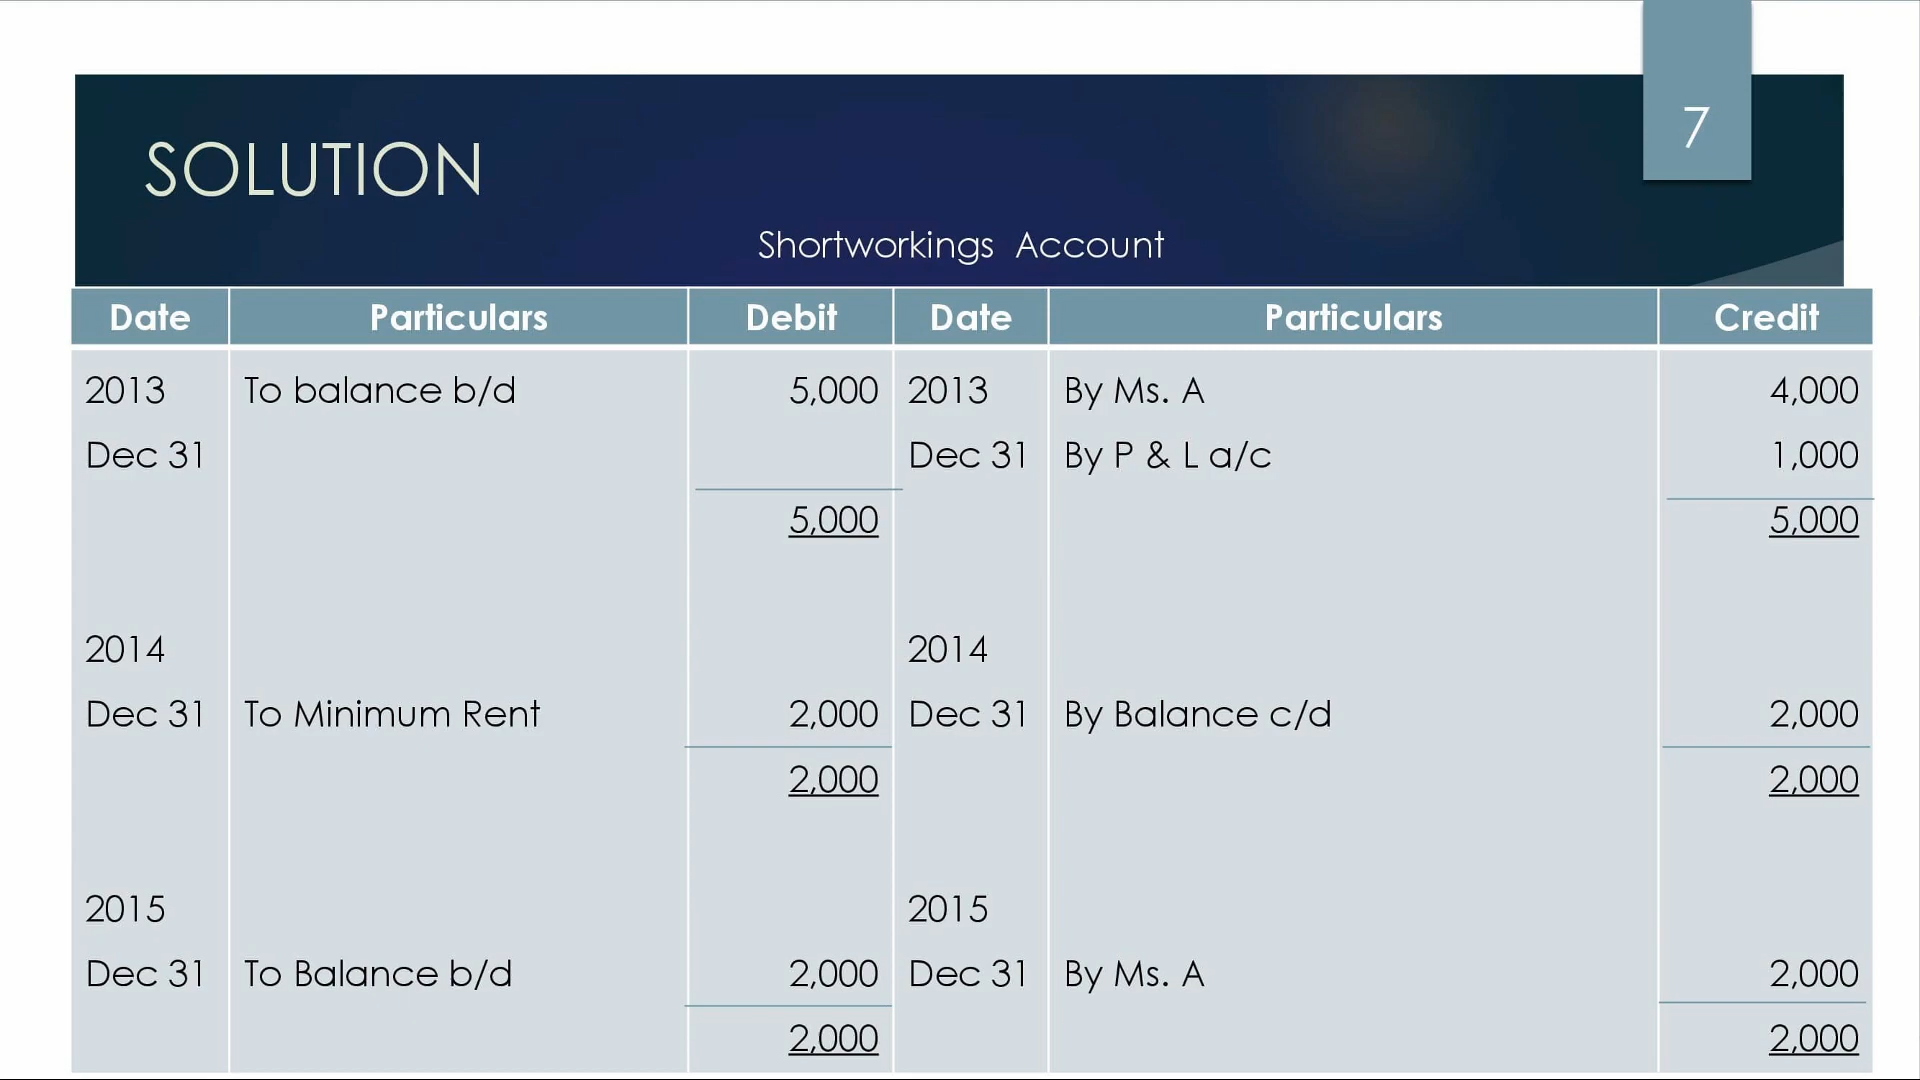 7
SOLUTION
Shortworkings Account
Date Particulars Debit Date Particulars Credit
2013 To balance b/d 5,000 2013 By Ms. A 4,000
Dec 31 Dec 31 By P & L a/c 1,000
5,000 5,000
2014 2014
Dec 31 To Minimum Rent 2,000 Dec 31 By Balance c/d 2,000
2,000 2,000
2015 2015
Dec 31 To Balance b/d 2,000 Dec 31 By Ms. A 2,000
2,000 2,000